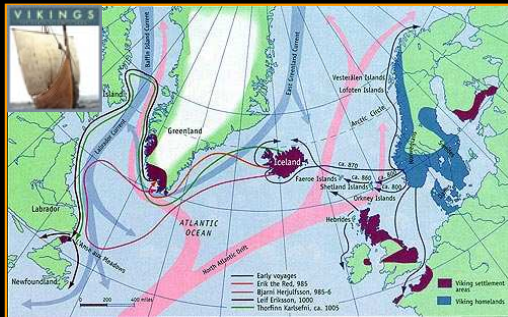 VIKINGS
Baffin Island Current
East Greenland Current
Vesterålen Islands
Lofoten Islands
Island
Arctic Circle
Greenland
Labrador Current
Iceland
ca. 870
Faeroe Islands
ca. 860
ca. 800
Shetland Islands
ca. 800
Orkney Islands
Labrador
ATLANTIC
OCEAN
Hebrides
L'Anse aux Meadows
North Atlantic Drift
Newfoundland
Early voyages
Erik the Red, 985
Bjarni Herjulfsson, 985-6
Leif Eriksson, 1000
Thorfinn Karlsefni, ca. 1005
Viking settlement
areas
Viking homelands
0
200
400 miles